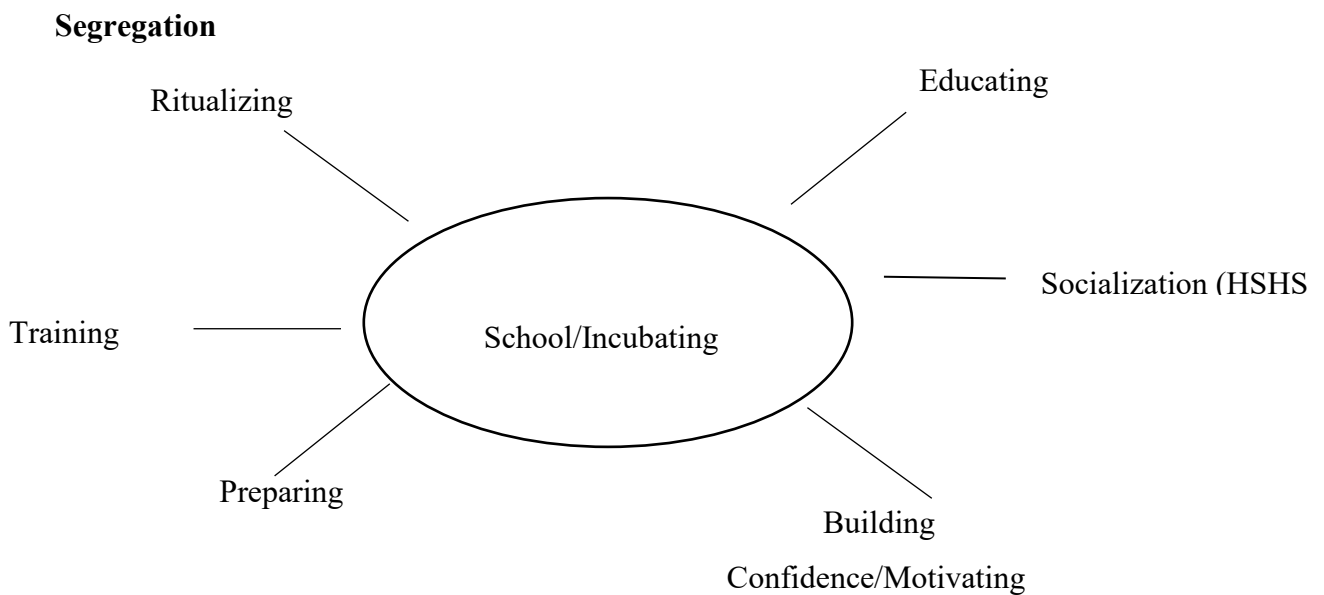 Segregation
Educating
Ritualizing
Socialization (HSHS
School/Incubating
Training
Preparing
Building
Confidence/Motivating